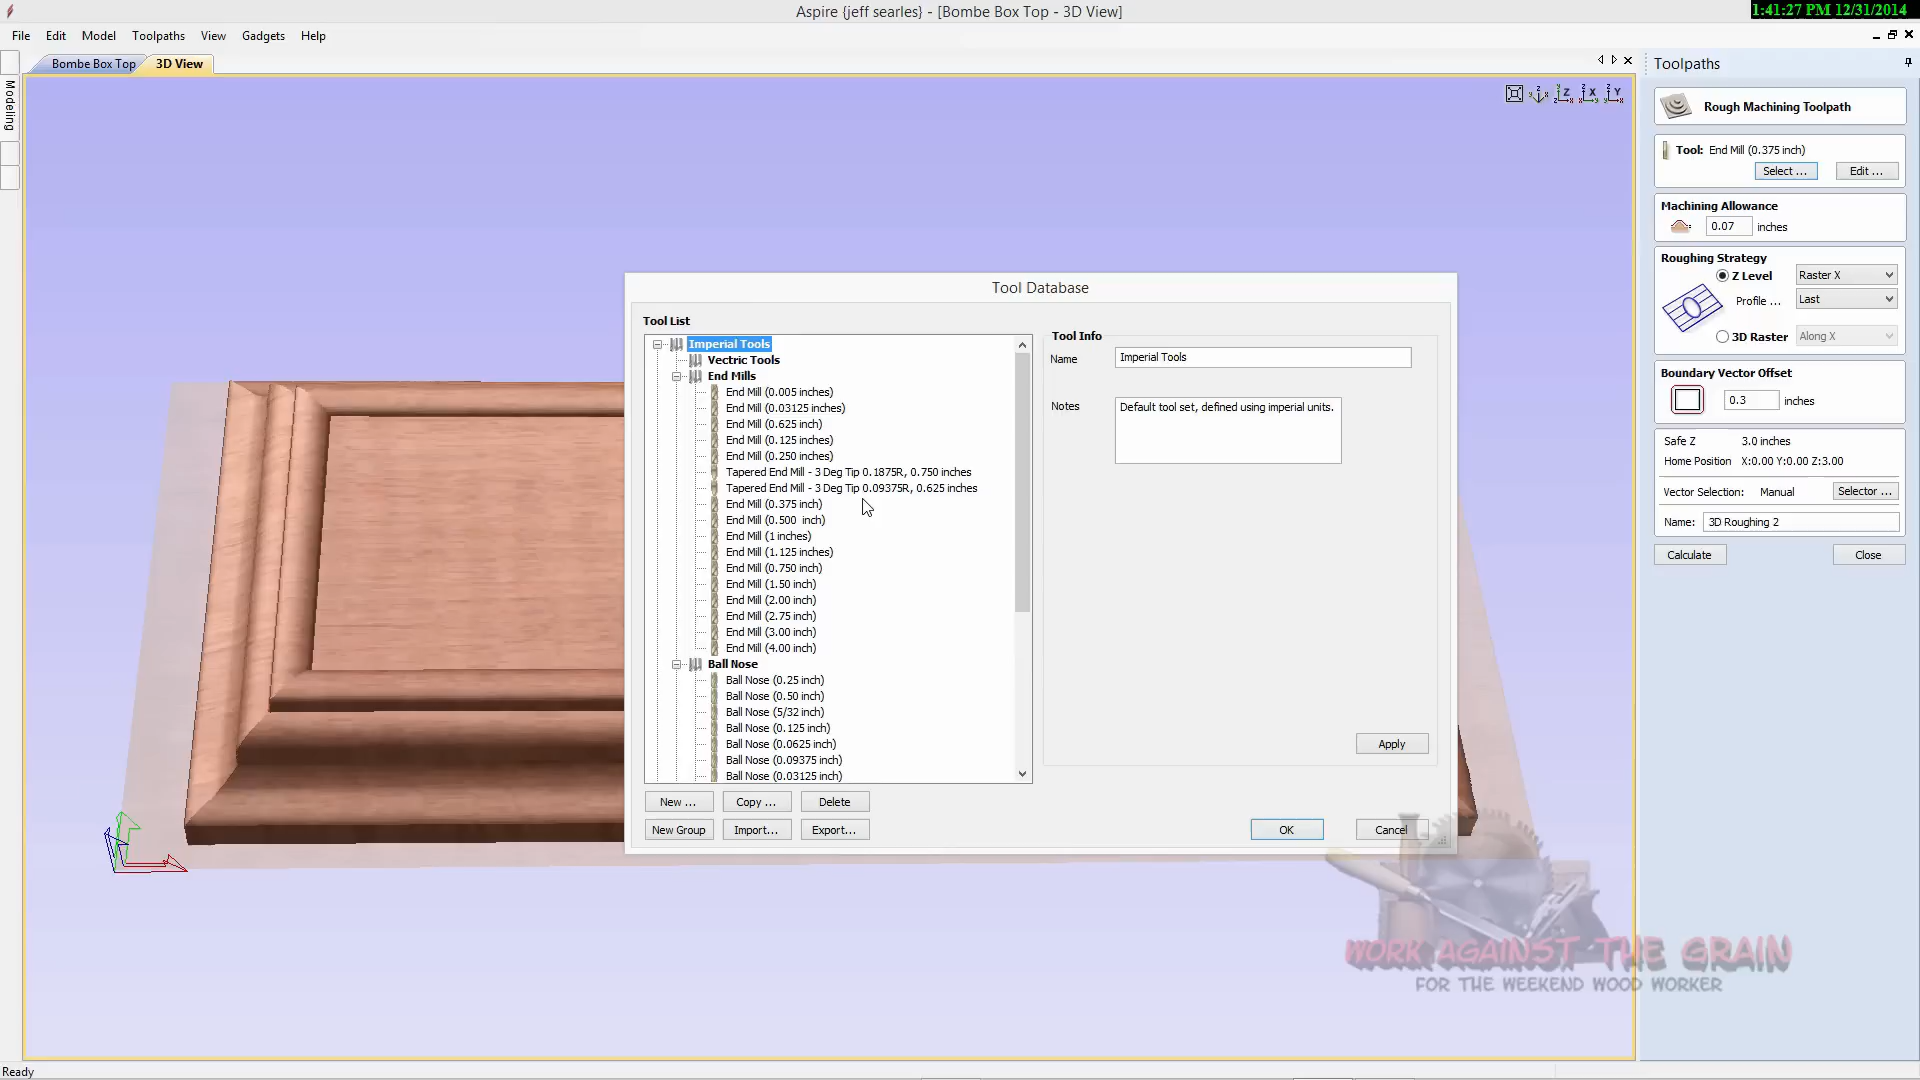 Aspire {jeff searles} - [Bombe Box Top - 3D View]
1:41:27 PM 12/31/2014
File Edit Model Toolpaths View Gadgets Help
Bombe Box Top 3D View
Modeling
Z X Y
Toolpaths
Rough Machining Toolpath
Tool: End Mill (0.375 inch)
Select ... Edit ...
Machining Allowance
0.07 inches
Roughing Strategy
Z Level Raster X
Profile ... Last
3D Raster Along X
Boundary Vector Offset
0.3 inches
Safe Z 3.0 inches
Home Position X:0.00 Y:0.00 Z:3.00
Vector Selection: Manual Selector ...
Name: 3D Roughing 2
Calculate Close
Tool Database
Tool List
Imperial Tools
Vectric Tools
End Mills
End Mill (0.005 inches)
End Mill (0.03125 inches)
End Mill (0.625 inch)
End Mill (0.125 inches)
End Mill (0.250 inches)
Tapered End Mill - 3 Deg Tip 0.1875R, 0.750 inches
Tapered End Mill - 3 Deg Tip 0.09375R, 0.625 inches
End Mill (0.375 inch)
End Mill (0.500  inch)
End Mill (1 inches)
End Mill (1.125 inches)
End Mill (0.750 inch)
End Mill (1.50 inch)
End Mill (2.00 inch)
End Mill (2.75 inch)
End Mill (3.00 inch)
End Mill (4.00 inch)
Ball Nose
Ball Nose (0.25 inch)
Ball Nose (0.50 inch)
Ball Nose (5/32 inch)
Ball Nose (0.125 inch)
Ball Nose (0.0625 inch)
Ball Nose (0.09375 inch)
Ball Nose (0.03125 inch)
Tool Info
Name Imperial Tools
Notes Default tool set, defined using imperial units.
Apply
New ... Copy ... Delete
New Group Import... Export...
OK Cancel
WORK AGAINST THE GRAIN
FOR THE WEEKEND WOOD WORKER
Ready